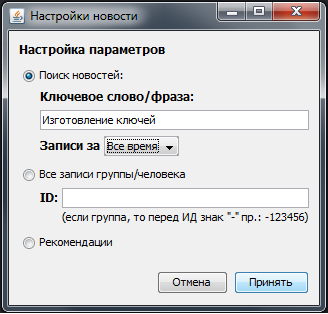 Настройки новости
Настройка параметров
Поиск новостей:
Ключевое слово/фраза:
Изготовление ключей
Записи за Все время
Все записи группы/человека
ID:
(если группа, то перед ИД знак "-" пр.: -123456)
Рекомендации
Отмена Принять